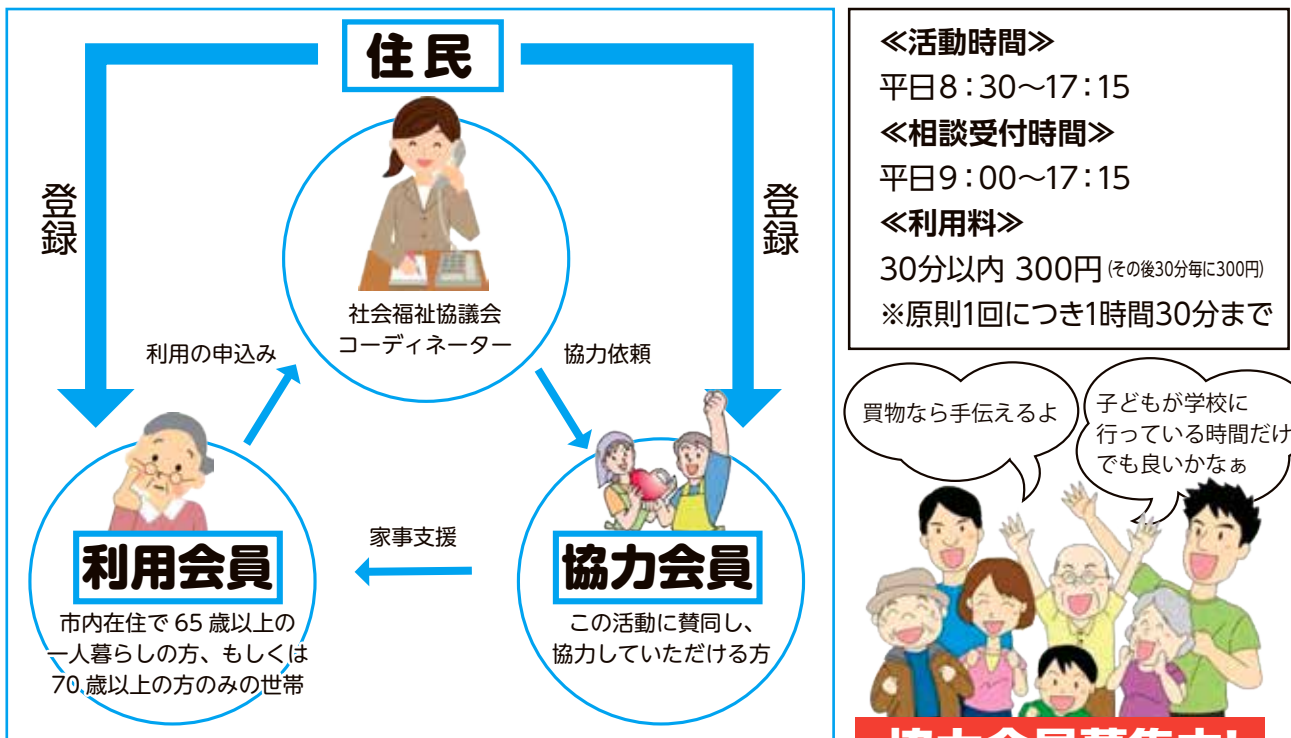 住民
登録
登録
社会福祉協議会
コーディネーター
利用の申込み
協力依頼
利用会員
市内在住で65歳以上の
一人暮らしの方、もしくは
70歳以上の方のみの世帯
家事支援
協力会員
この活動に賛同し、
協力していただける方
≪活動時間≫
平日8:30〜17:15
≪相談受付時間≫
平日9:00〜17:15
≪利用料≫
30分以内 300円(その後30分毎に300円)
※原則1回につき1時間30分まで
買物なら手伝えるよ
子どもが学校に
行っている時間だけ
でも良いかなぁ
協力会員募集中!